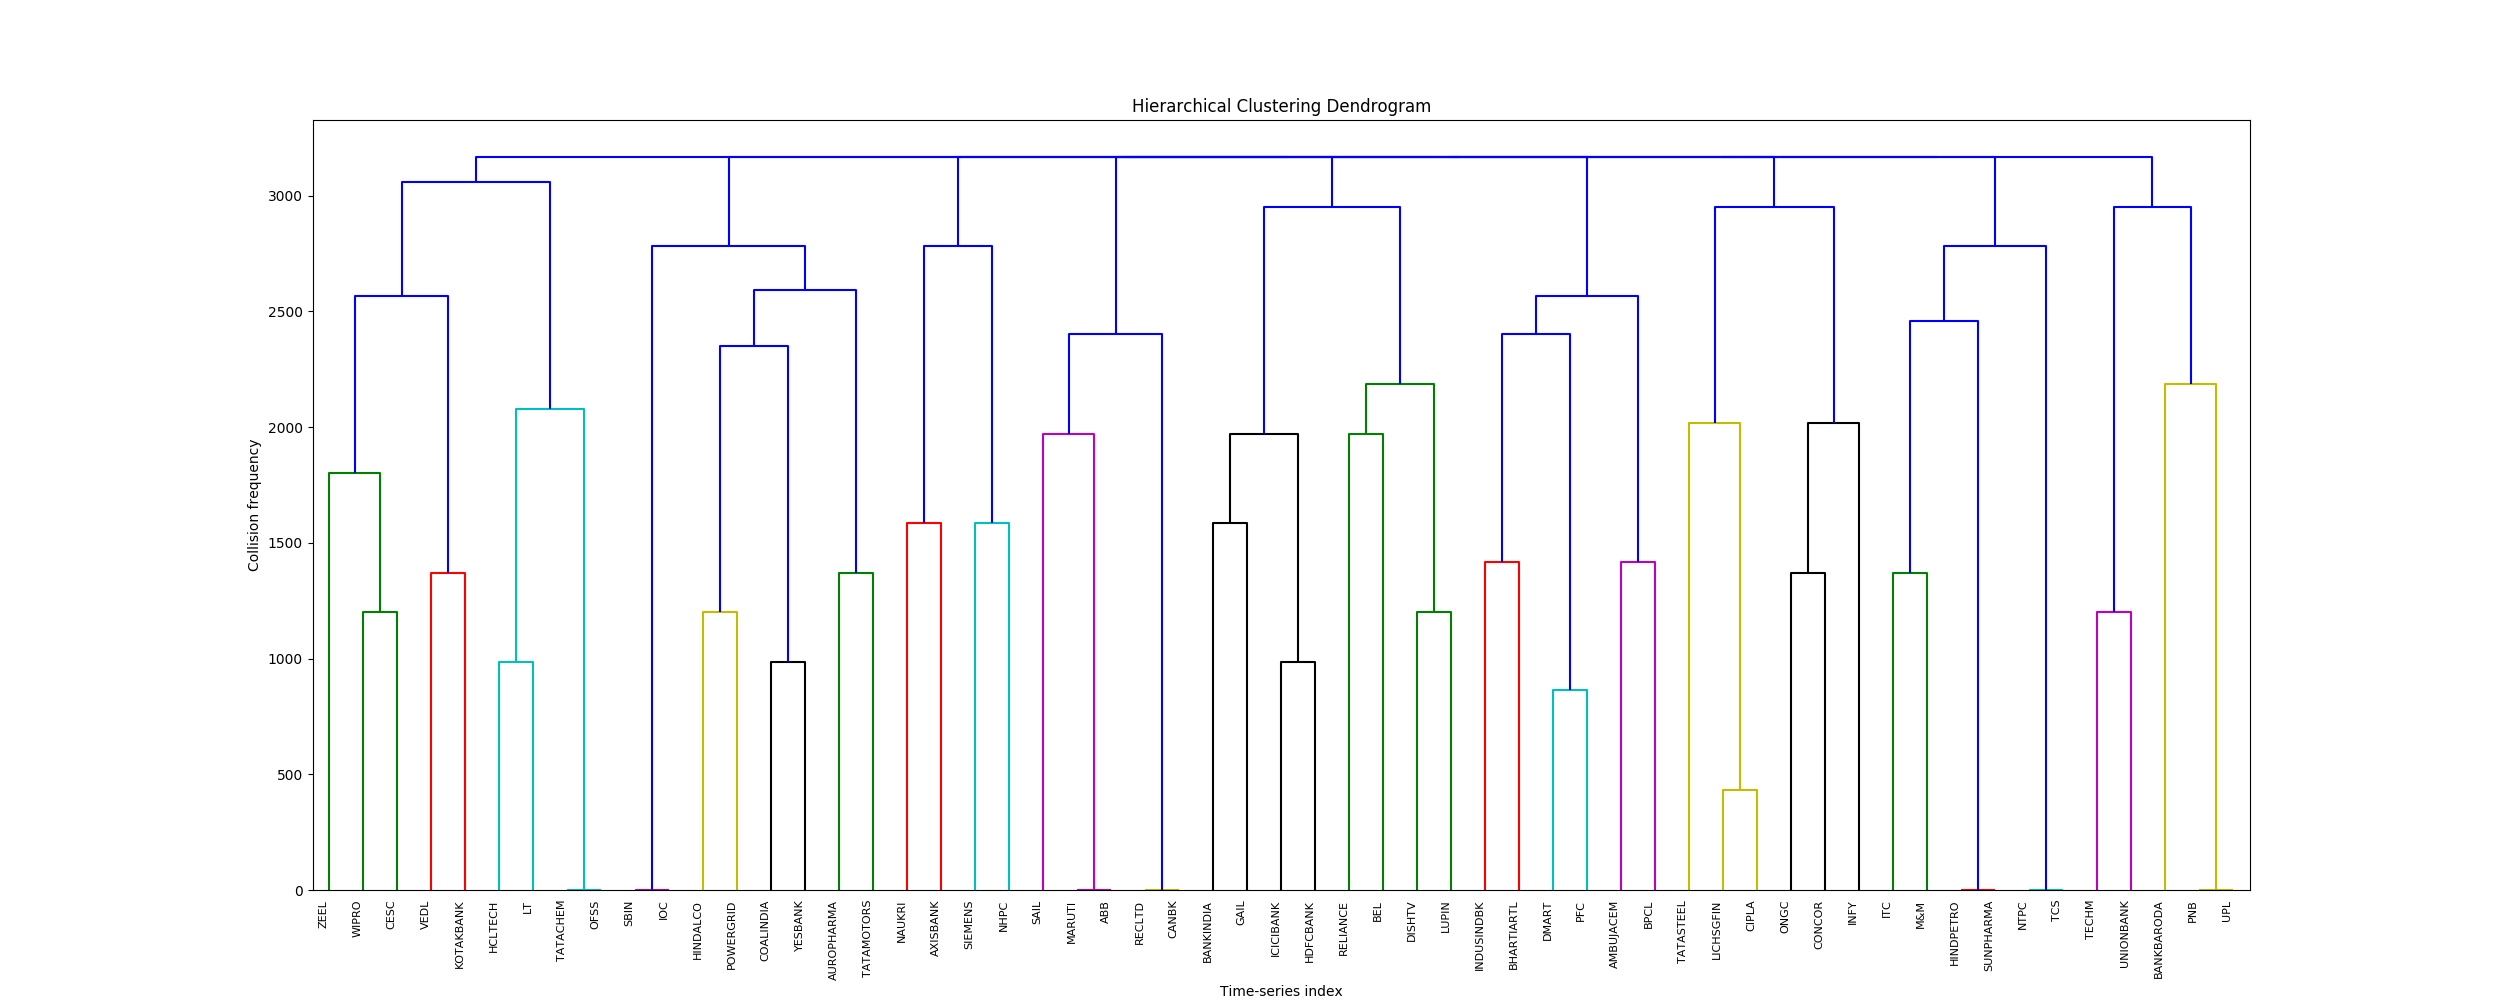 Hierarchical Clustering Dendrogram
3000
2500
2000
1500
1000
500
0
Collision frequency
ZEEL
WIPRO
CESC
VEDL
KOTAKBANK
HCLTECH
LT
TATACHEM
OFSS
SBIN
IOC
HINDALCO
POWERGRID
COALINDIA
YESBANK
AUROPHARMA
TATAMOTORS
NAUKRI
AXISBANK
SIEMENS
NHPC
SAIL
MARUTI
ABB
RECLTD
CANBK
BANKINDIA
GAIL
ICICIBANK
HDFCBANK
RELIANCE
BEL
DISHTV
LUPIN
INDUSINDBK
BHARTIARTL
DMART
PFC
AMBUJACEM
BPCL
TATASTEEL
LICHSGFIN
CIPLA
ONGC
CONCOR
INFY
ITC
M&M
HINDPETRO
SUNPHARMA
NTPC
TCS
TECHM
UNIONBANK
BANKBARODA
PNB
UPL
Time-series index